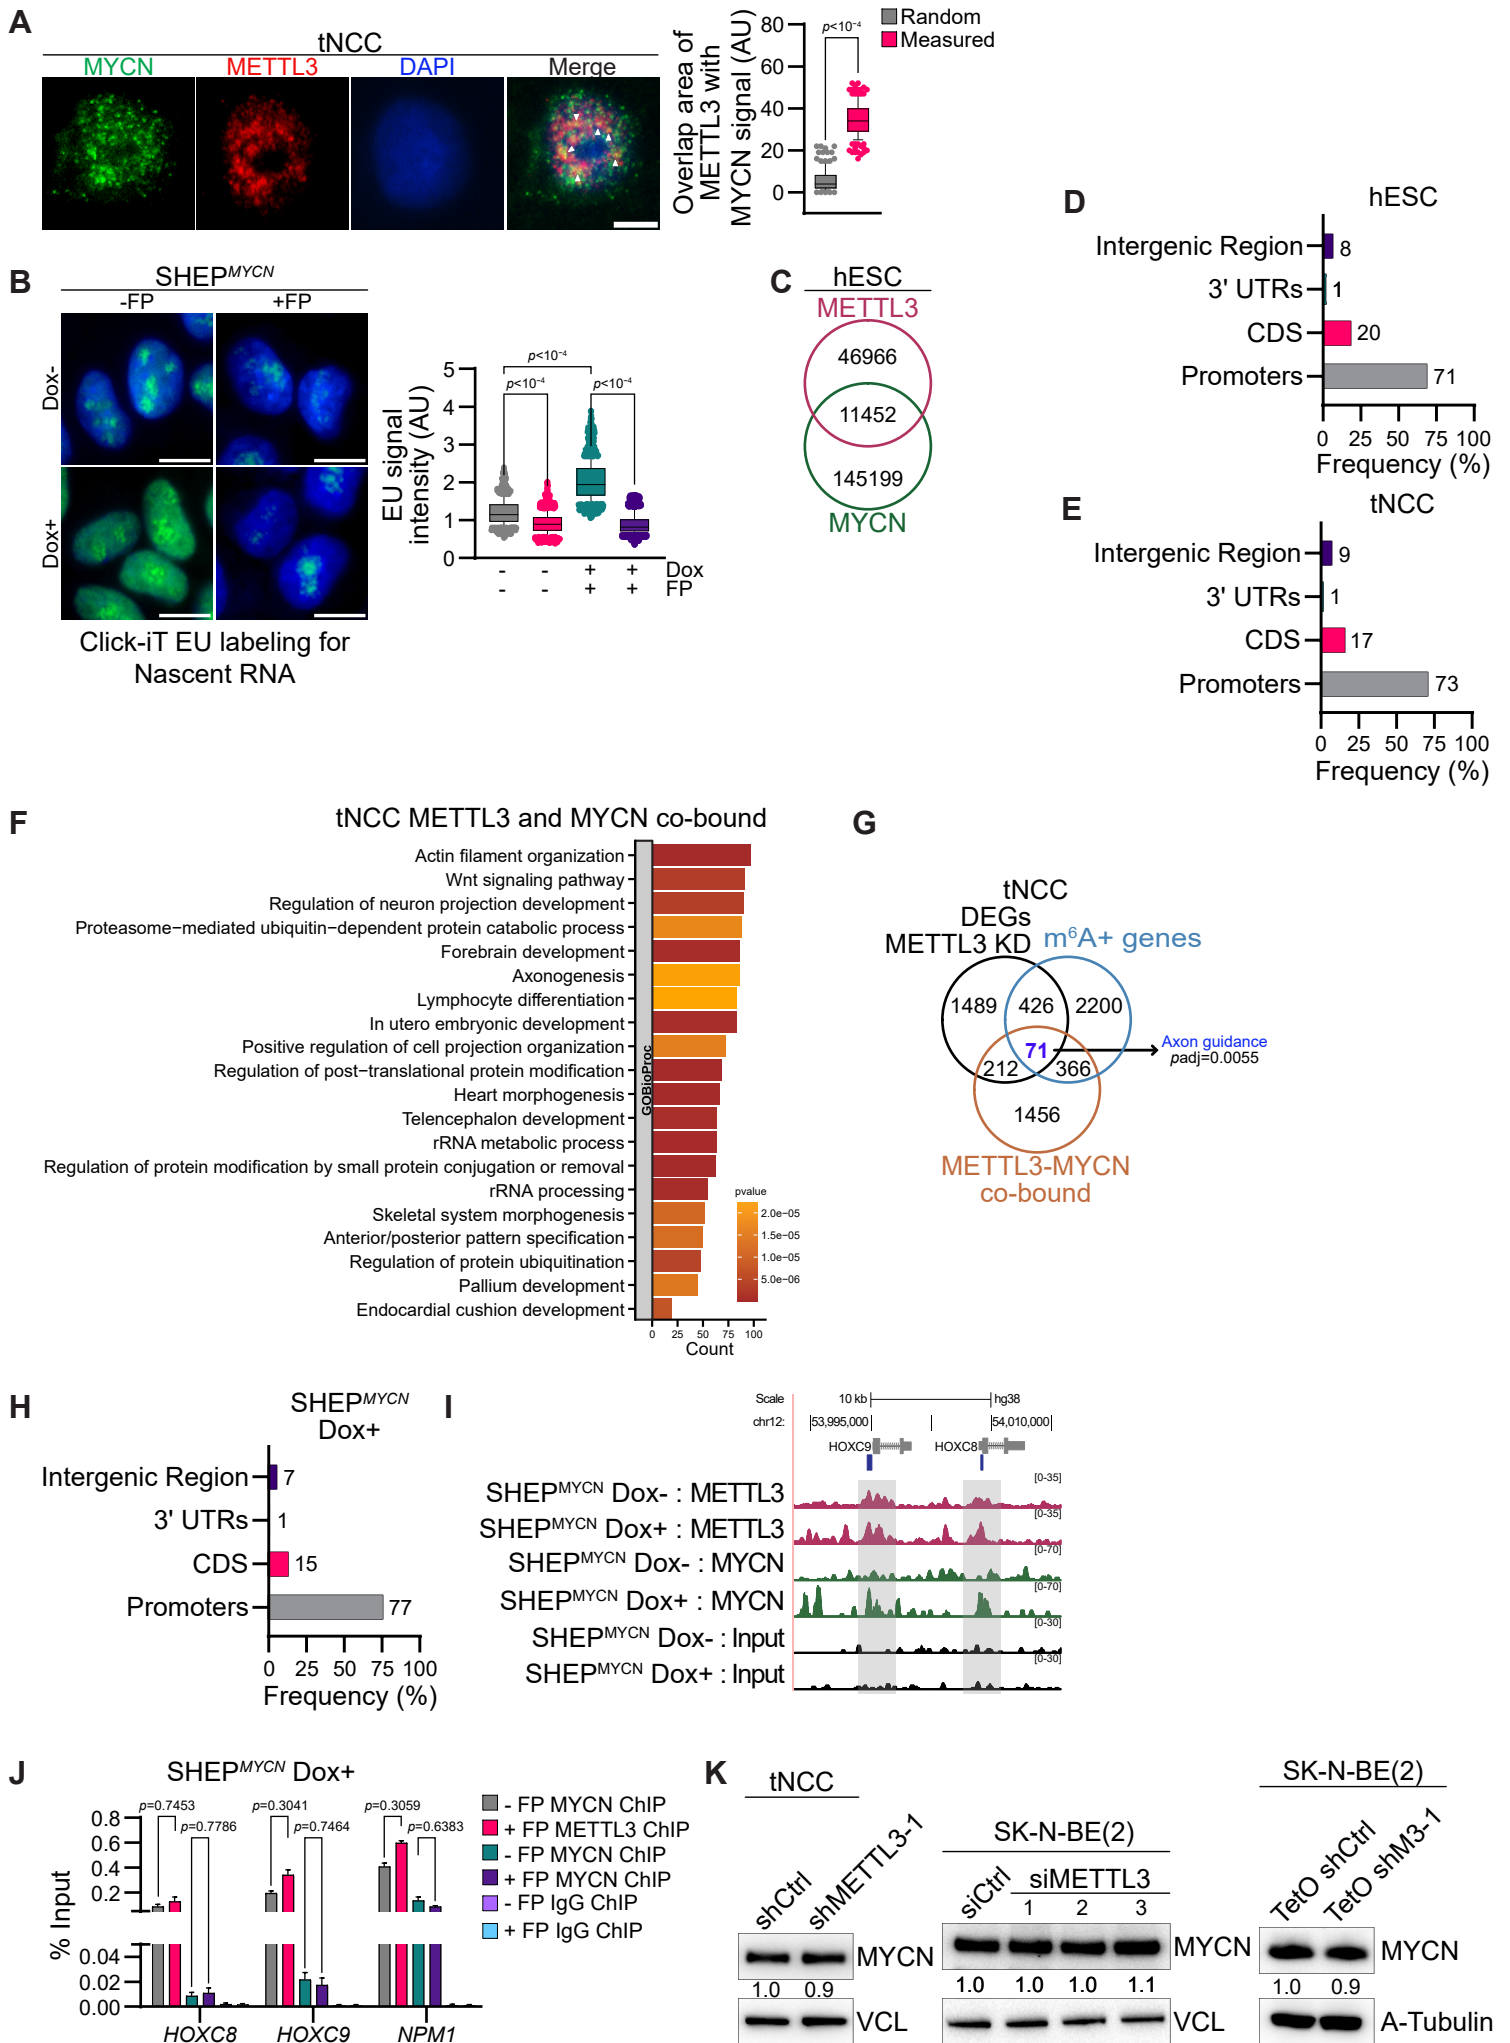 A
tNCC
MYCN METTL3 DAPI Merge
Overlap area of
METTL3 with
MYCN signal (AU)
80
60
40
20
0
p<10⁻⁴
Random
Measured
B
SHEPᴹʸᶜᴺ
-FP +FP
Dox-
Dox+
Click-iT EU labeling for
Nascent RNA
EU signal
intensity (AU)
5
4
3
2
1
0
p<10⁻⁴
p<10⁻⁴ p<10⁻⁴
- - + + Dox
- - + + FP
C
hESC
METTL3
46966
11452
145199
MYCN
D
hESC
Intergenic Region 8
3' UTRs 1
CDS 20
Promoters 71
0 25 50 75 100
Frequency (%)
E
tNCC
Intergenic Region 9
3' UTRs 1
CDS 17
Promoters 73
0 25 50 75 100
Frequency (%)
F
tNCC METTL3 and MYCN co-bound
GOBioProc
Actin filament organization
Wnt signaling pathway
Regulation of neuron projection development
Proteasome−mediated ubiquitin−dependent protein catabolic process
Forebrain development
Axonogenesis
Lymphocyte differentiation
In utero embryonic development
Positive regulation of cell projection organization
Regulation of post−translational protein modification
Heart morphogenesis
Telencephalon development
rRNA metabolic process
Regulation of protein modification by small protein conjugation or removal
rRNA processing
Skeletal system morphogenesis
Anterior/posterior pattern specification
Regulation of protein ubiquitination
Pallium development
Endocardial cushion development
0 25 50 75 100
Count
pvalue
2.0e−05
1.5e−05
1.0e−05
5.0e−06
G
tNCC
DEGs
METTL3 KD
m⁶A+ genes
1489 426 2200
71
212 366
1456
Axon guidance
padj=0.0055
METTL3-MYCN
co-bound
H
SHEPᴹʸᶜᴺ
Dox+
Intergenic Region 7
3' UTRs 1
CDS 15
Promoters 77
0 25 50 75 100
Frequency (%)
I
Scale 10 kb hg38
chr12: 53,995,000 54,010,000
HOXC9 HOXC8
[0-35]
SHEPᴹʸᶜᴺ Dox- : METTL3
[0-35]
SHEPᴹʸᶜᴺ Dox+ : METTL3
[0-70]
SHEPᴹʸᶜᴺ Dox- : MYCN
[0-70]
SHEPᴹʸᶜᴺ Dox+ : MYCN
[0-30]
SHEPᴹʸᶜᴺ Dox- : Input
[0-30]
SHEPᴹʸᶜᴺ Dox+ : Input
J
SHEPᴹʸᶜᴺ Dox+
% Input
0.8
0.6
0.4
0.2
0.04
0.02
0.00
p=0.7453 p=0.3041 p=0.3059
p=0.7786 p=0.7464 p=0.6383
HOXC8 HOXC9 NPM1
- FP MYCN ChIP
+ FP METTL3 ChIP
- FP MYCN ChIP
+ FP MYCN ChIP
- FP IgG ChIP
+ FP IgG ChIP
K
tNCC
shCtrl shMETTL3-1
MYCN
1.0 0.9
VCL
SK-N-BE(2)
siCtrl siMETTL3
1 2 3
MYCN
1.0 1.0 1.0 1.1
VCL
SK-N-BE(2)
TetO shCtrl TetO shM3-1
MYCN
1.0 0.9
A-Tubulin